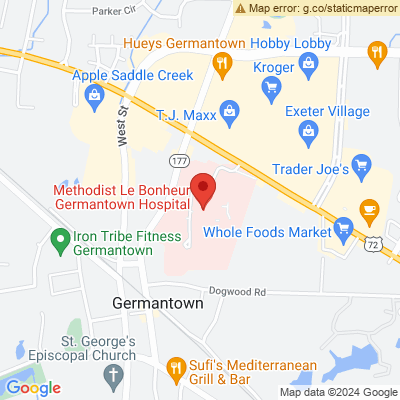 Map error: g.co/staticmaperror
Parker Cir
Hueys Germantown
Hobby Lobby
Kroger
Apple Saddle Creek
Exeter Village
T.J. Maxx
West St
177
Trader Joe's
Methodist Le Bonheur
Germantown Hospital
Iron Tribe Fitness
Germantown
Whole Foods Market
72
Dogwood Rd
Germantown
St. George's
Episcopal Church
Sufi's Mediterranean
Grill & Bar
Google
Map data ©2024 Google